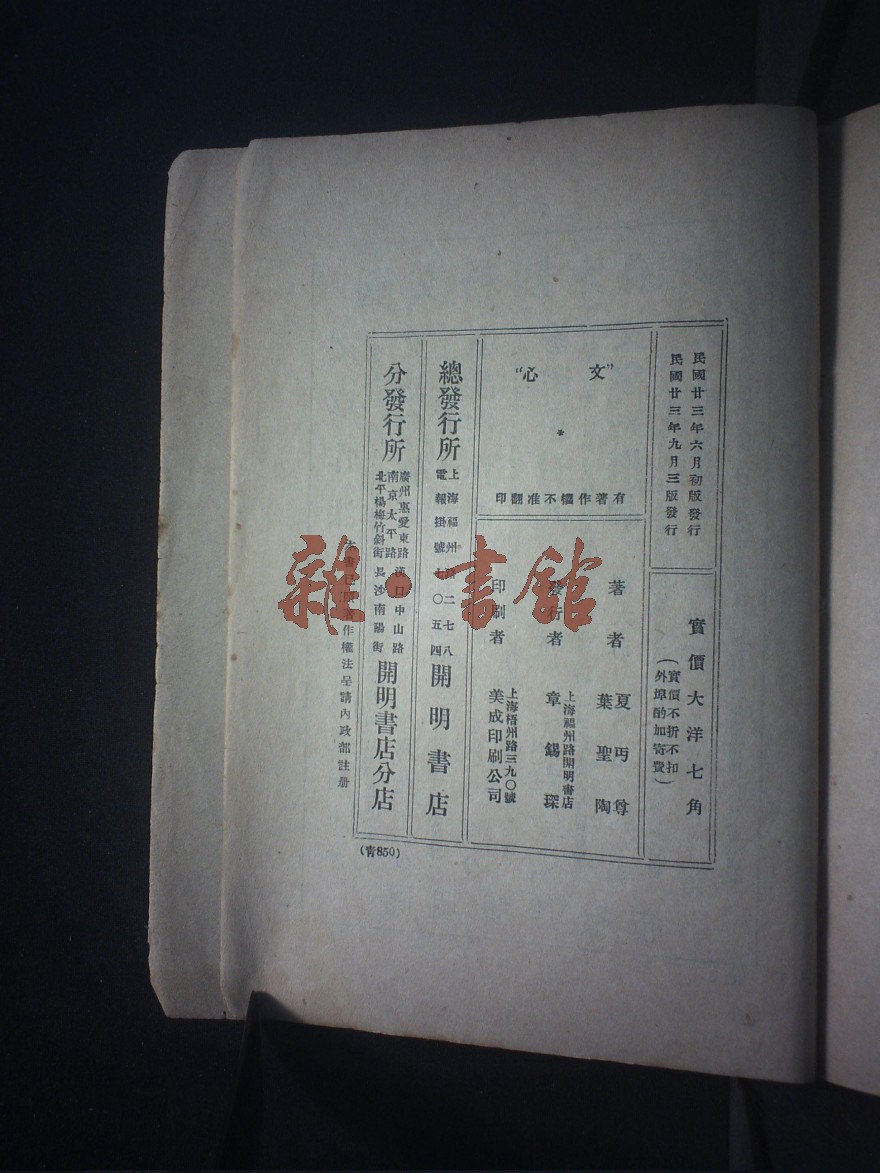 民國廿三年六月初版發行
民國廿三年九月三版發行
實價大洋七角
(實價不折不扣
外埠酌加寄費)
"文心"
有著作權不准翻印
著者
夏丏尊
葉聖陶
發行者
上海福州路開明書店
章錫琛
印刷者
上海梧州路三九〇號
美成印刷公司
總發行所
上海福州路二七八
電報掛號七〇五四
開明書店
分發行所
廣州惠愛東路 漢口中山路
南京太平路
北平楊梅竹斜街 長沙南陽街
開明書店分店
作權法呈請內政部註册
(靑850)
雜·書館